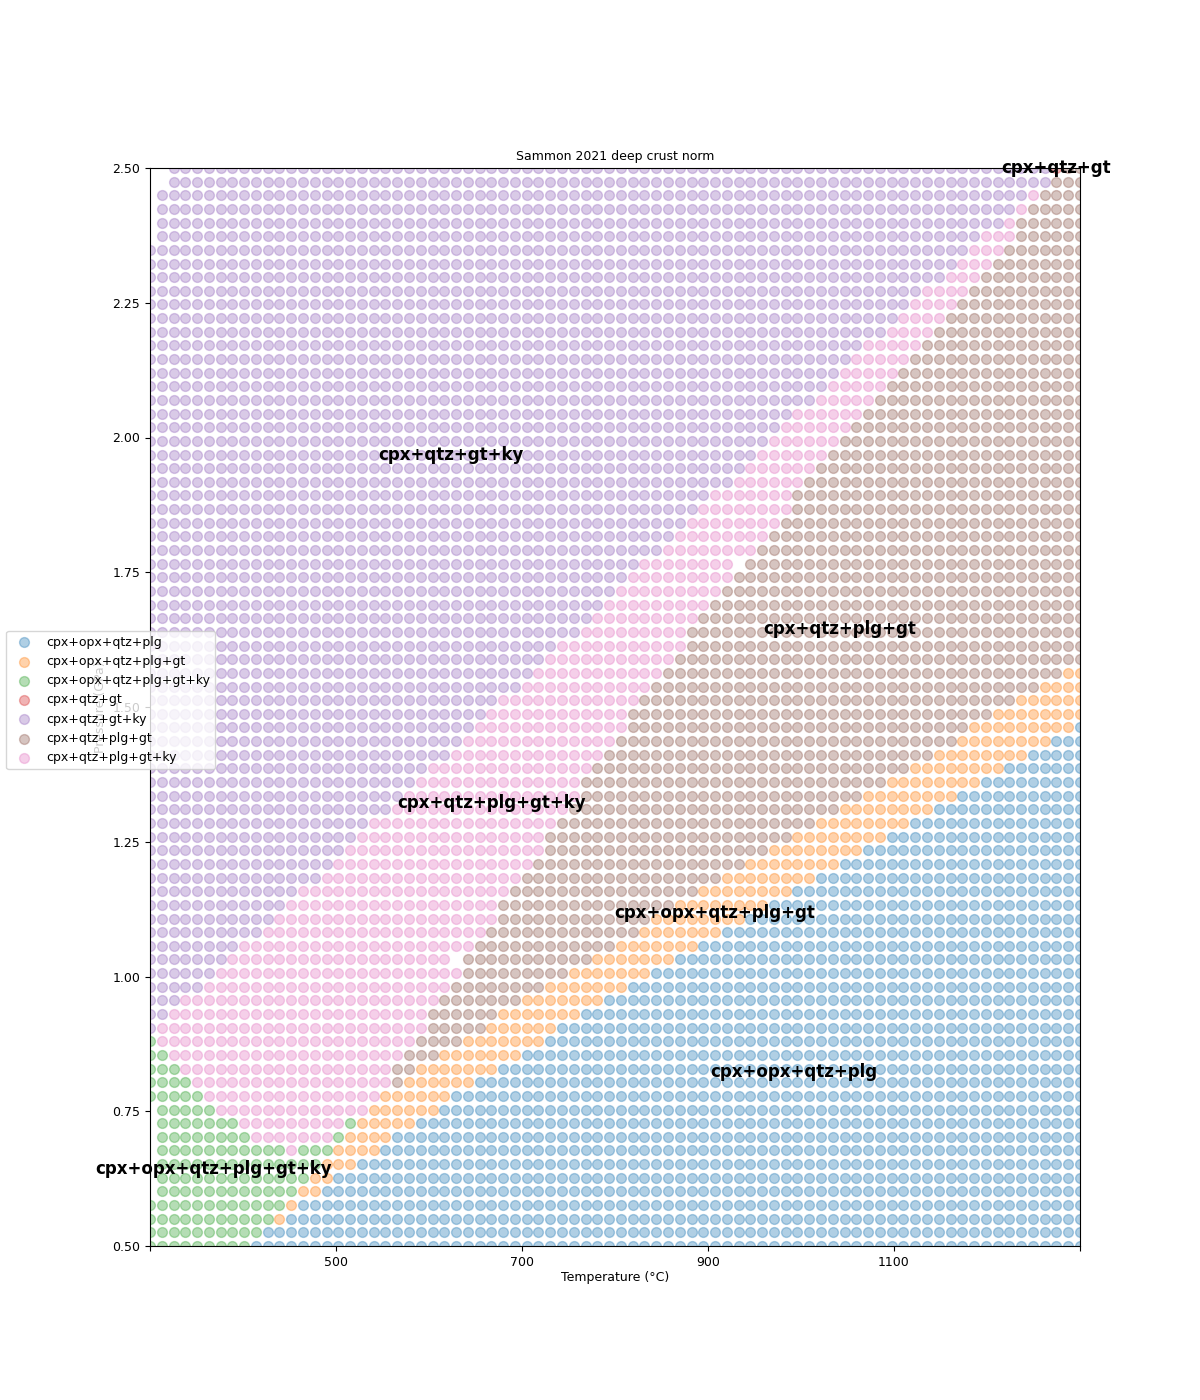 Sammon 2021 deep crust norm
cpx+qtz+gt
2.50
2.25
2.00
cpx+qtz+gt+ky
1.75
cpx+qtz+plg+gt
cpx+opx+qtz+plg
cpx+opx+qtz+plg+gt
cpx+opx+qtz+plg+gt+ky
cpx+qtz+gt
1.50
cpx+qtz+gt+ky
cpx+qtz+plg+gt
cpx+qtz+plg+gt+ky
cpx+qtz+plg+gt+ky
1.25
cpx+opx+qtz+plg+gt
1.00
cpx+opx+qtz+plg
0.75
cpx+opx+qtz+plg+gt+ky
0.50
500 700 900 1100
Temperature (°C)